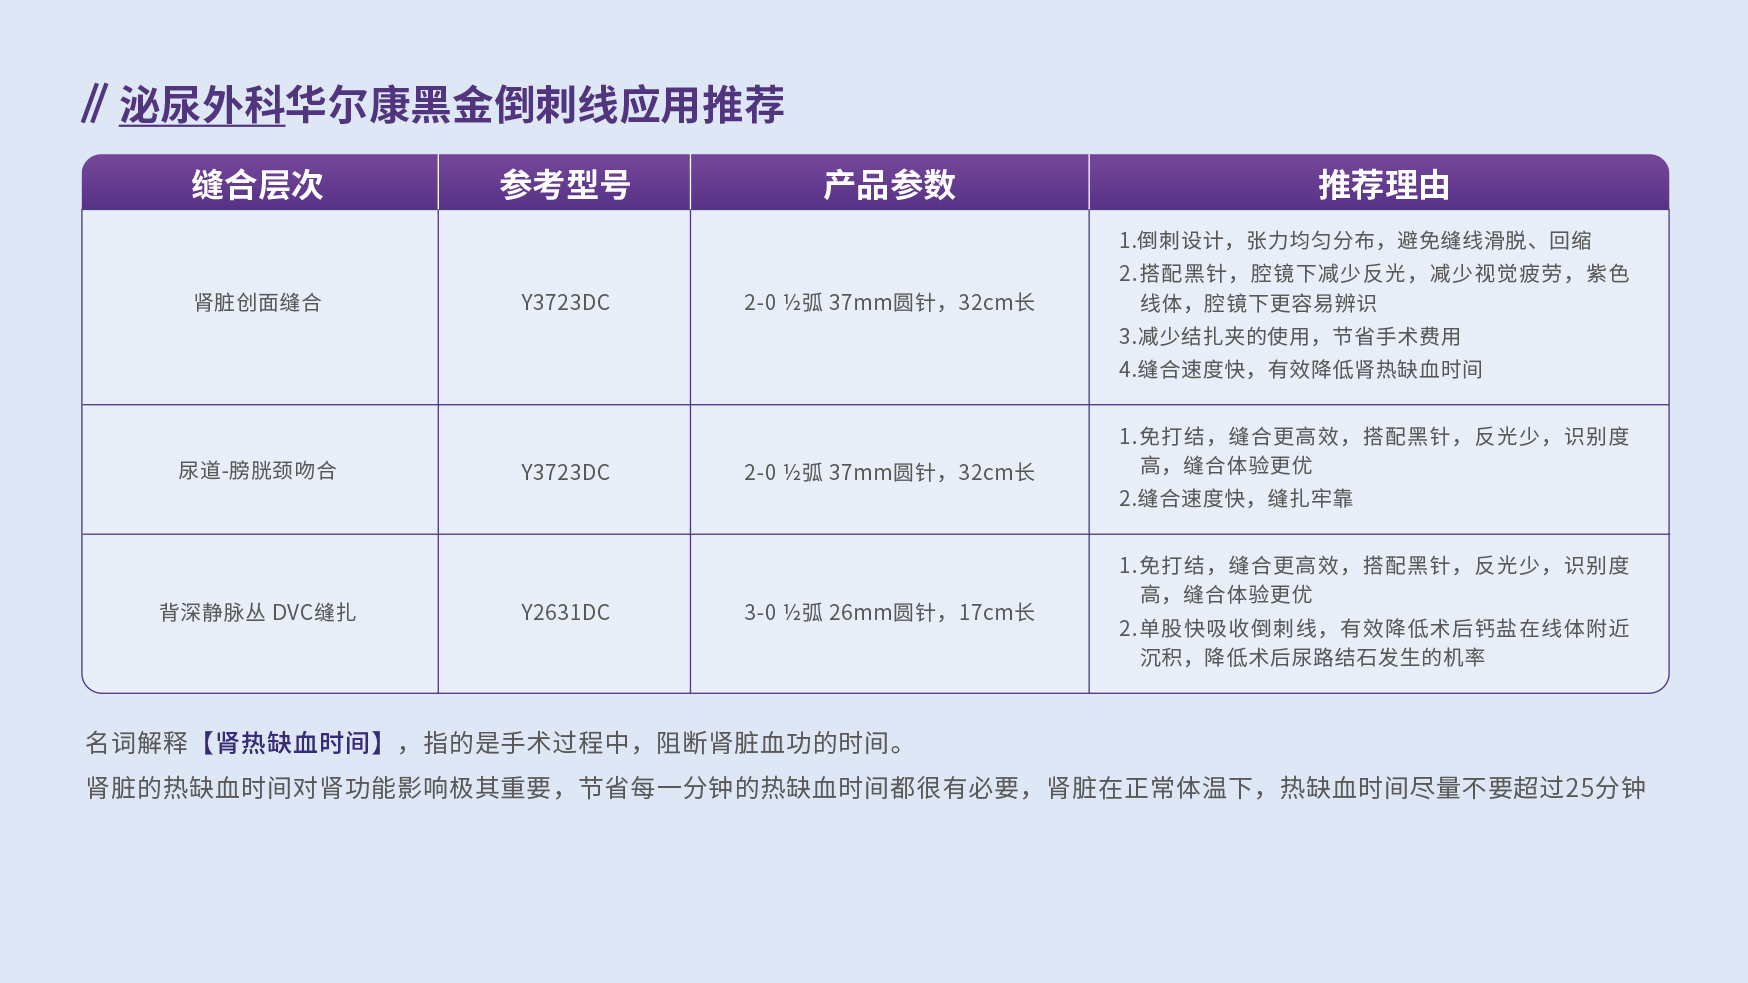 // 泌尿外科华尔康黑金倒刺线应用推荐
缝合层次 参考型号 产品参数 推荐理由
肾脏创面缝合 Y3723DC 2-0 ½弧 37mm圆针，32cm长
1.倒刺设计，张力均匀分布，避免缝线滑脱、回缩
2.搭配黑针，腔镜下减少反光，减少视觉疲劳，紫色
线体，腔镜下更容易辨识
3.减少结扎夹的使用，节省手术费用
4.缝合速度快，有效降低肾热缺血时间
尿道-膀胱颈吻合 Y3723DC 2-0 ½弧 37mm圆针，32cm长
1.免打结，缝合更高效，搭配黑针，反光少，识别度
高，缝合体验更优
2.缝合速度快，缝扎牢靠
背深静脉丛 DVC缝扎 Y2631DC 3-0 ½弧 26mm圆针，17cm长
1.免打结，缝合更高效，搭配黑针，反光少，识别度
高，缝合体验更优
2.单股快吸收倒刺线，有效降低术后钙盐在线体附近
沉积，降低术后尿路结石发生的机率
名词解释【肾热缺血时间】，指的是手术过程中，阻断肾脏血功的时间。
肾脏的热缺血时间对肾功能影响极其重要，节省每一分钟的热缺血时间都很有必要，肾脏在正常体温下，热缺血时间尽量不要超过25分钟